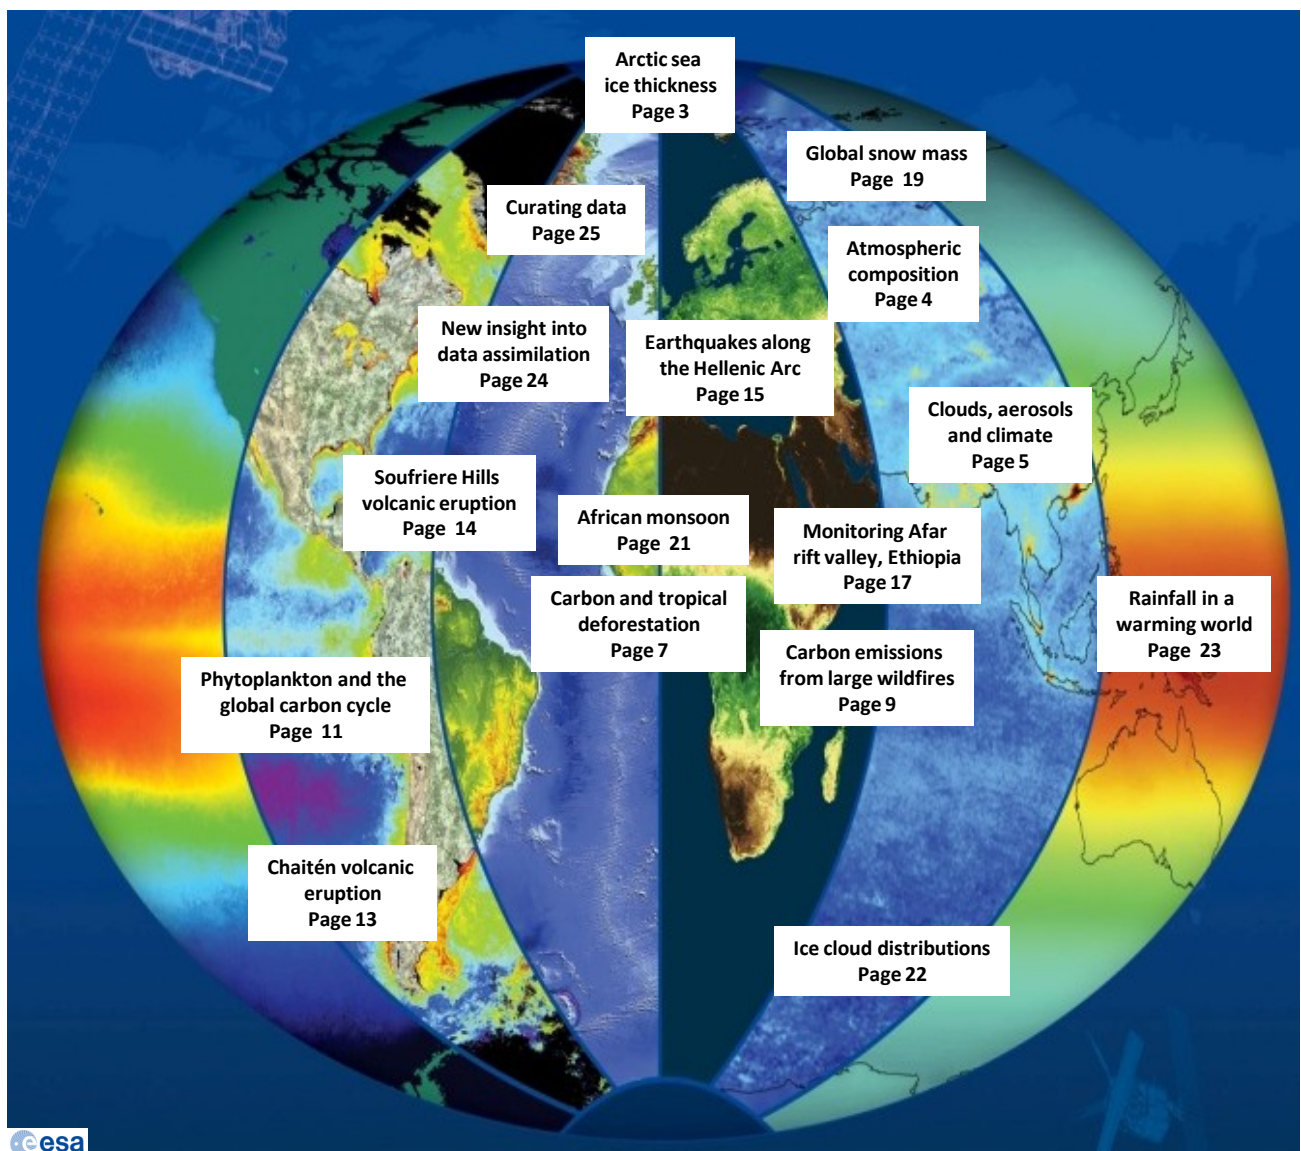 Arctic sea
ice thickness
Page 3
Global snow mass
Page 19
Curating data
Page 25
Atmospheric
composition
Page 4
New insight into
data assimilation
Page 24
Earthquakes along
the Hellenic Arc
Page 15
Clouds, aerosols
and climate
Page 5
Soufriere Hills
volcanic eruption
Page 14
African monsoon
Page 21
Monitoring Afar
rift valley, Ethiopia
Page 17
Carbon and tropical
deforestation
Page 7
Rainfall in a
warming world
Page 23
Carbon emissions
from large wildfires
Page 9
Phytoplankton and the
global carbon cycle
Page 11
Chaitén volcanic
eruption
Page 13
Ice cloud distributions
Page 22
esa